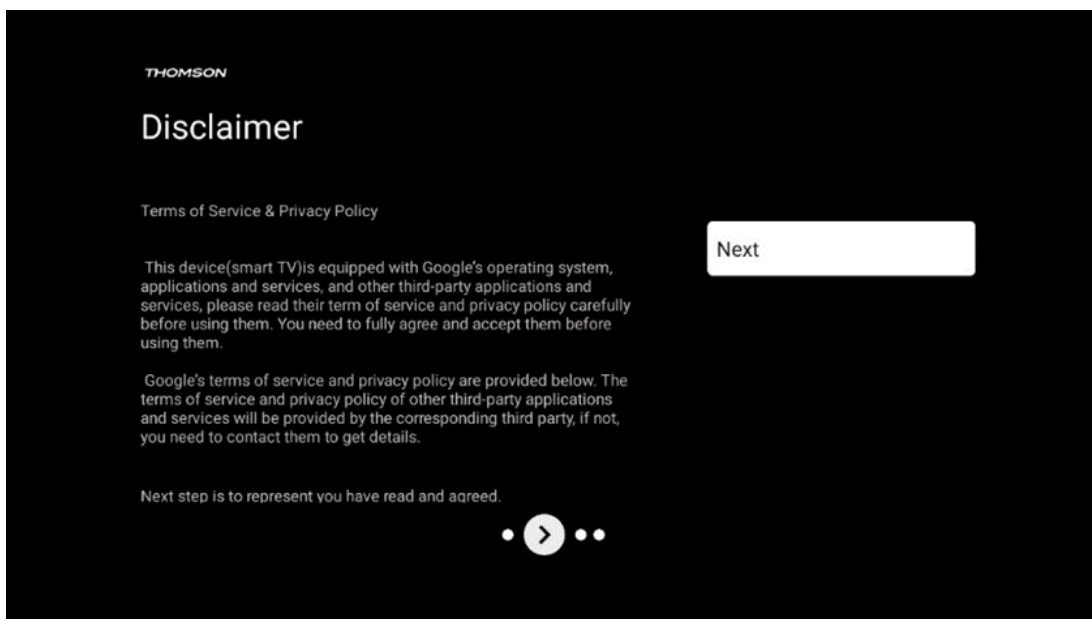 THOMSON
Disclaimer
Terms of Service & Privacy Policy
This device(smart TV)is equipped with Google's operating system,
applications and services, and other third-party applications and
services, please read their term of service and privacy policy carefully
before using them. You need to fully agree and accept them before
using them.
Google's terms of service and privacy policy are provided below. The
terms of service and privacy policy of other third-party applications
and services will be provided by the corresponding third party, if not,
you need to contact them to get details.
Next step is to represent you have read and agreed.
Next